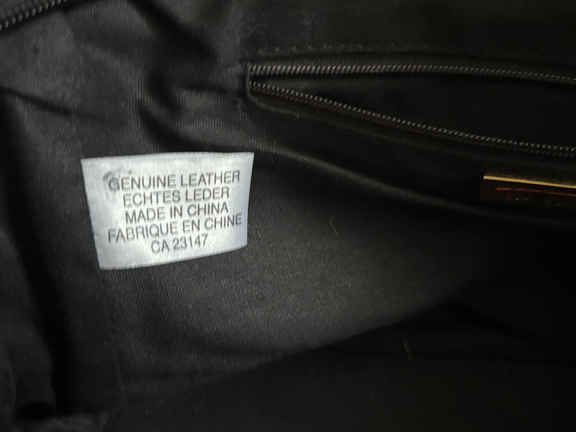 GENUINE LEATHER
ECHTES LEDER
MADE IN CHINA
FABRIQUE EN CHINE
CA 23147